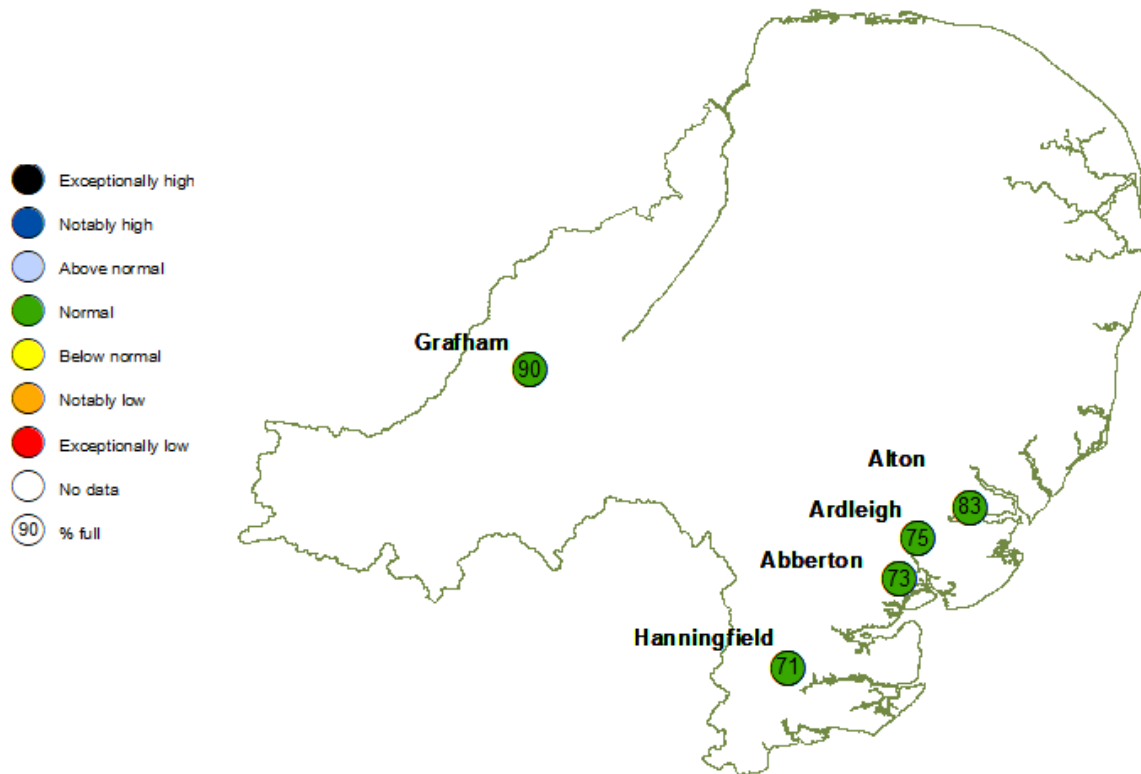 Exceptionally high
Notably high
Above normal
Normal
Below normal
Notably low
Exceptionally low
No data
90 % full
Grafham
90
Alton
83
Ardleigh
75
Abberton
73
Hanningfield
71